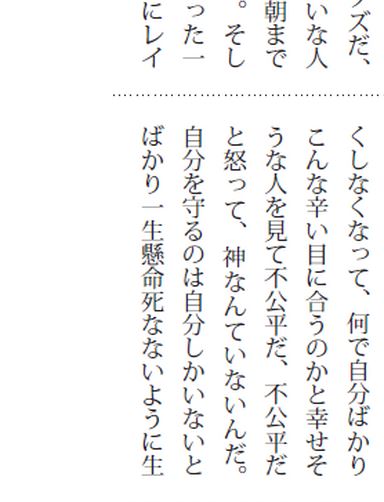 ズだ、
いな人
朝まで
。そし
った一
にレイ
くしなくなって、何で自分ばかり
こんな辛い目に合うのかと幸せそ
うな人を見て不公平だ、不公平だ
と怒って、神なんていないんだ。
自分を守るのは自分しかいないと
ばかり一生懸命死なないように生